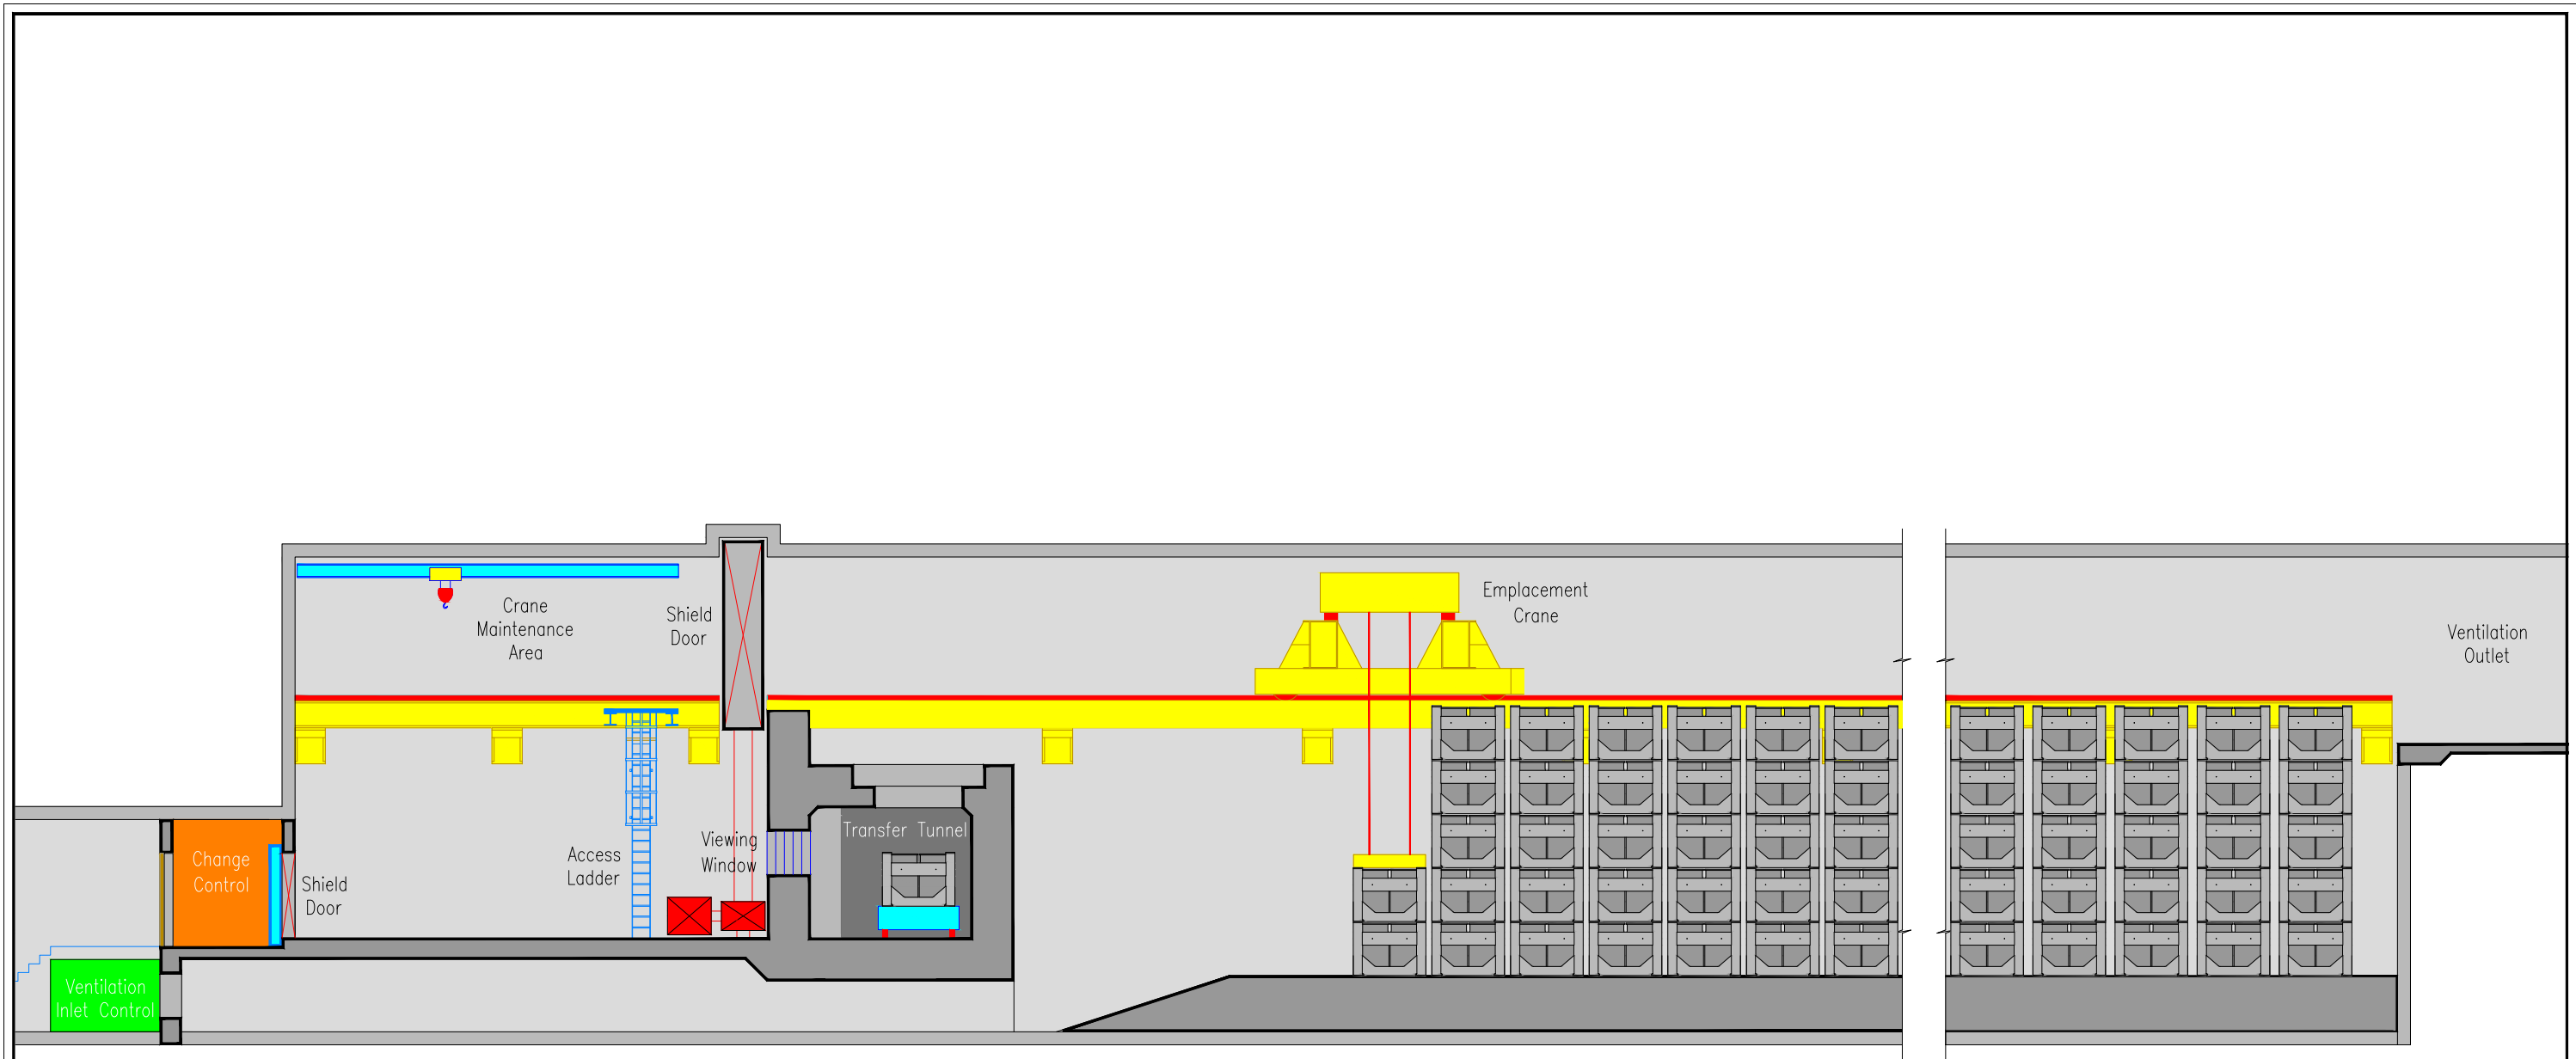 Crane
Maintenance
Area
Shield
Door
Emplacement
Crane
Ventilation
Outlet
Change
Control
Shield
Door
Access
Ladder
Viewing
Window
Transfer Tunnel
Ventilation
Inlet Control